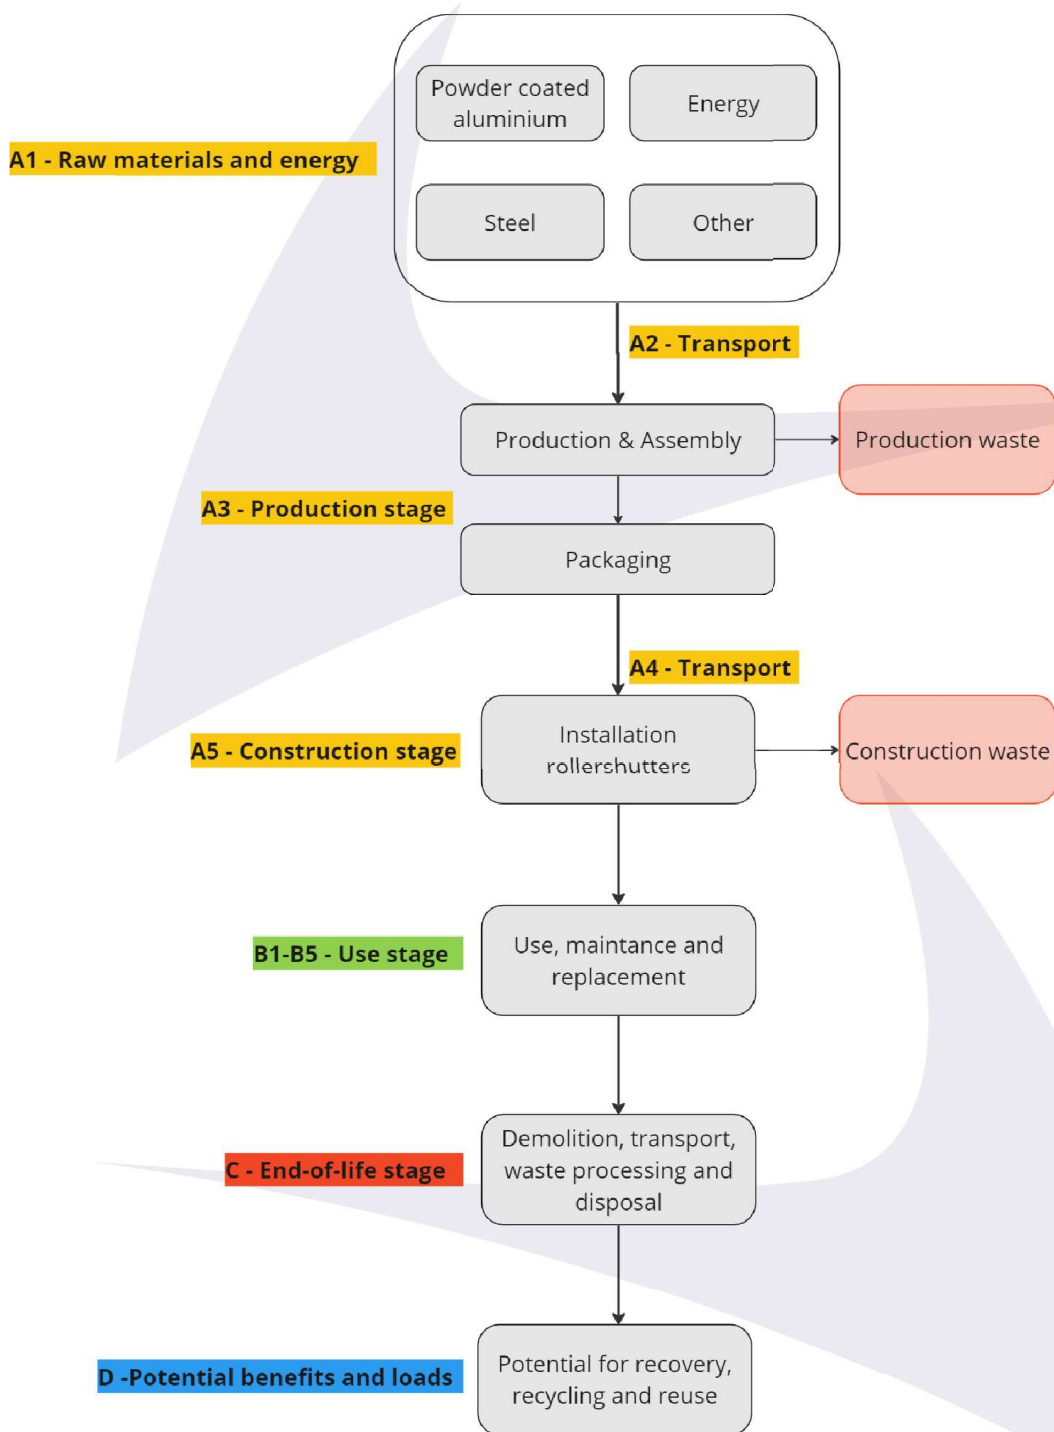 Powder coated
aluminium
Energy
A1 - Raw materials and energy
Steel
Other
A2 - Transport
Production & Assembly
Production waste
A3 - Production stage
Packaging
A4 - Transport
Installation
rollershutters
A5 - Construction stage
Construction waste
B1-B5 - Use stage
Use, maintance and
replacement
C - End-of-life stage
Demolition, transport,
waste processing and
disposal
D -Potential benefits and loads
Potential for recovery,
recycling and reuse